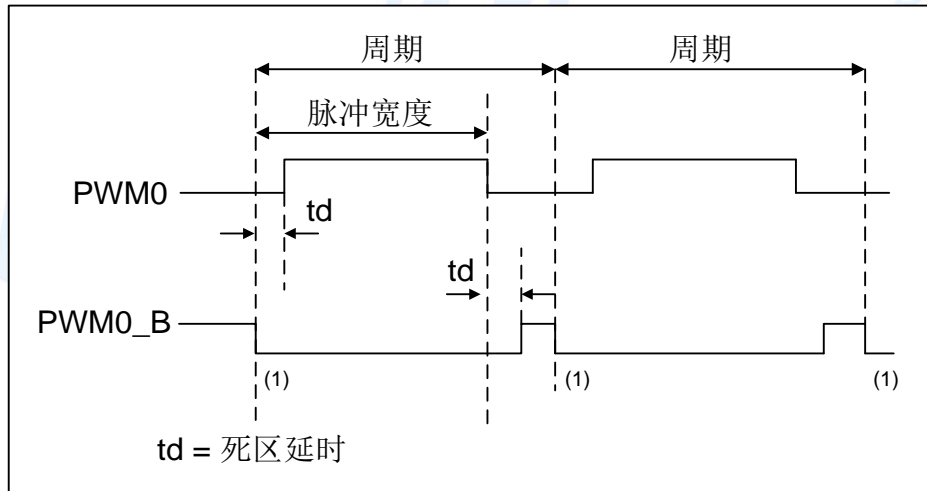 周期 周期
脉冲宽度
PWM0
td
td
PWM0_B
(1) (1) (1)
td = 死区延时